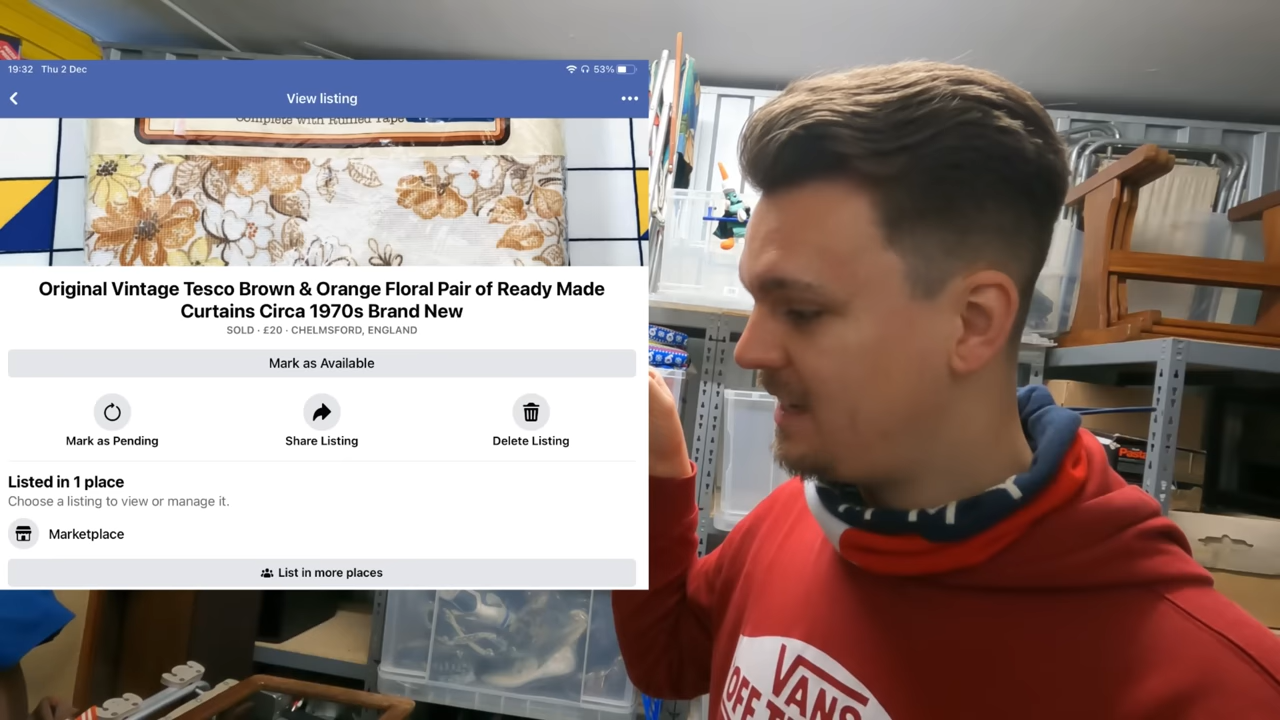 19:32 Thu 2 Dec
53%
View listing
Complete with Ruffled Tape
Original Vintage Tesco Brown & Orange Floral Pair of Ready Made
Curtains Circa 1970s Brand New
SOLD · £20 · CHELMSFORD, ENGLAND
Mark as Available
Mark as Pending
Share Listing
Delete Listing
Listed in 1 place
Choose a listing to view or manage it.
Marketplace
List in more places
Pasta
VANS
OFF